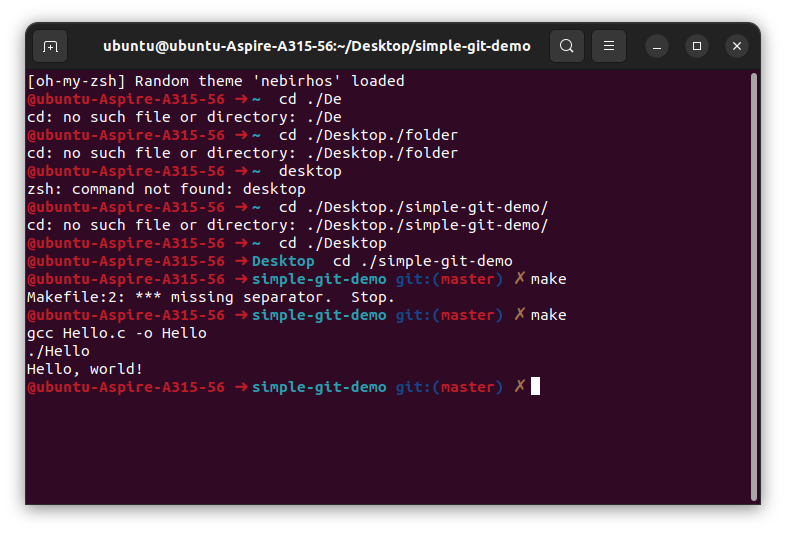 ubuntu@ubuntu-Aspire-A315-56:~/Desktop/simple-git-demo
[oh-my-zsh] Random theme 'nebirhos' loaded
@ubuntu-Aspire-A315-56 ➔ ~  cd ./De
cd: no such file or directory: ./De
@ubuntu-Aspire-A315-56 ➔ ~  cd ./Desktop./folder
cd: no such file or directory: ./Desktop./folder
@ubuntu-Aspire-A315-56 ➔ ~  desktop
zsh: command not found: desktop
@ubuntu-Aspire-A315-56 ➔ ~  cd ./Desktop./simple-git-demo/
cd: no such file or directory: ./Desktop./simple-git-demo/
@ubuntu-Aspire-A315-56 ➔ ~  cd ./Desktop
@ubuntu-Aspire-A315-56 ➔ Desktop  cd ./simple-git-demo
@ubuntu-Aspire-A315-56 ➔ simple-git-demo git:(master) ✗ make
Makefile:2: *** missing separator.  Stop.
@ubuntu-Aspire-A315-56 ➔ simple-git-demo git:(master) ✗ make
gcc Hello.c -o Hello
./Hello
Hello, world!
@ubuntu-Aspire-A315-56 ➔ simple-git-demo git:(master) ✗